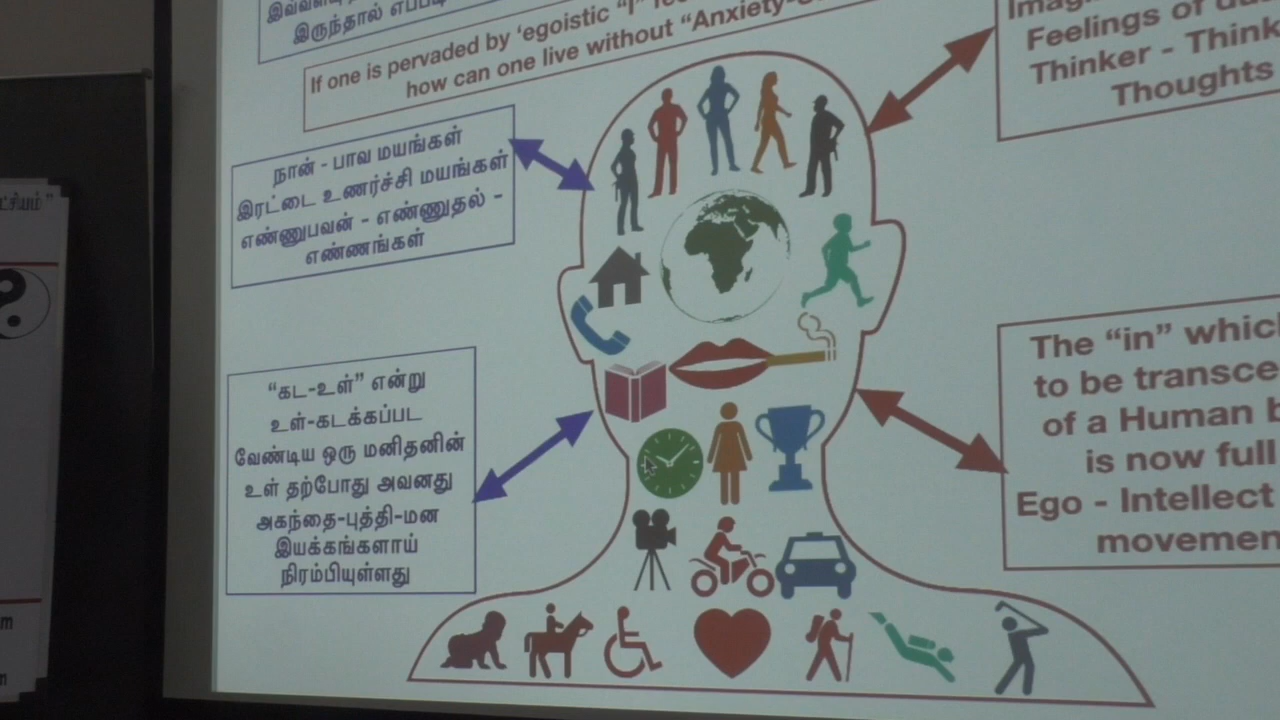 இருந்தால்
If one is pervaded by ‘egoistic “I”
how can one live without “Anxiety-
Feelings of
Thinker - Think
Thoughts
நான் - பாவ மயங்கள்
இரட்டை உணர்ச்சி மயங்கள்
எண்ணுபவன் - எண்ணுதல் -
எண்ணங்கள்
The “in” which
to be transce
of a Human b
is now full
Ego - Intellect
movemen
“கட-உள்” என்று
உள்-கடக்கப்பட
வேண்டிய ஒரு மனிதனின்
உள் தற்போது அவனது
அகந்தை-புத்தி-மன
இயக்கங்களாய்
நிரம்பியுள்ளது